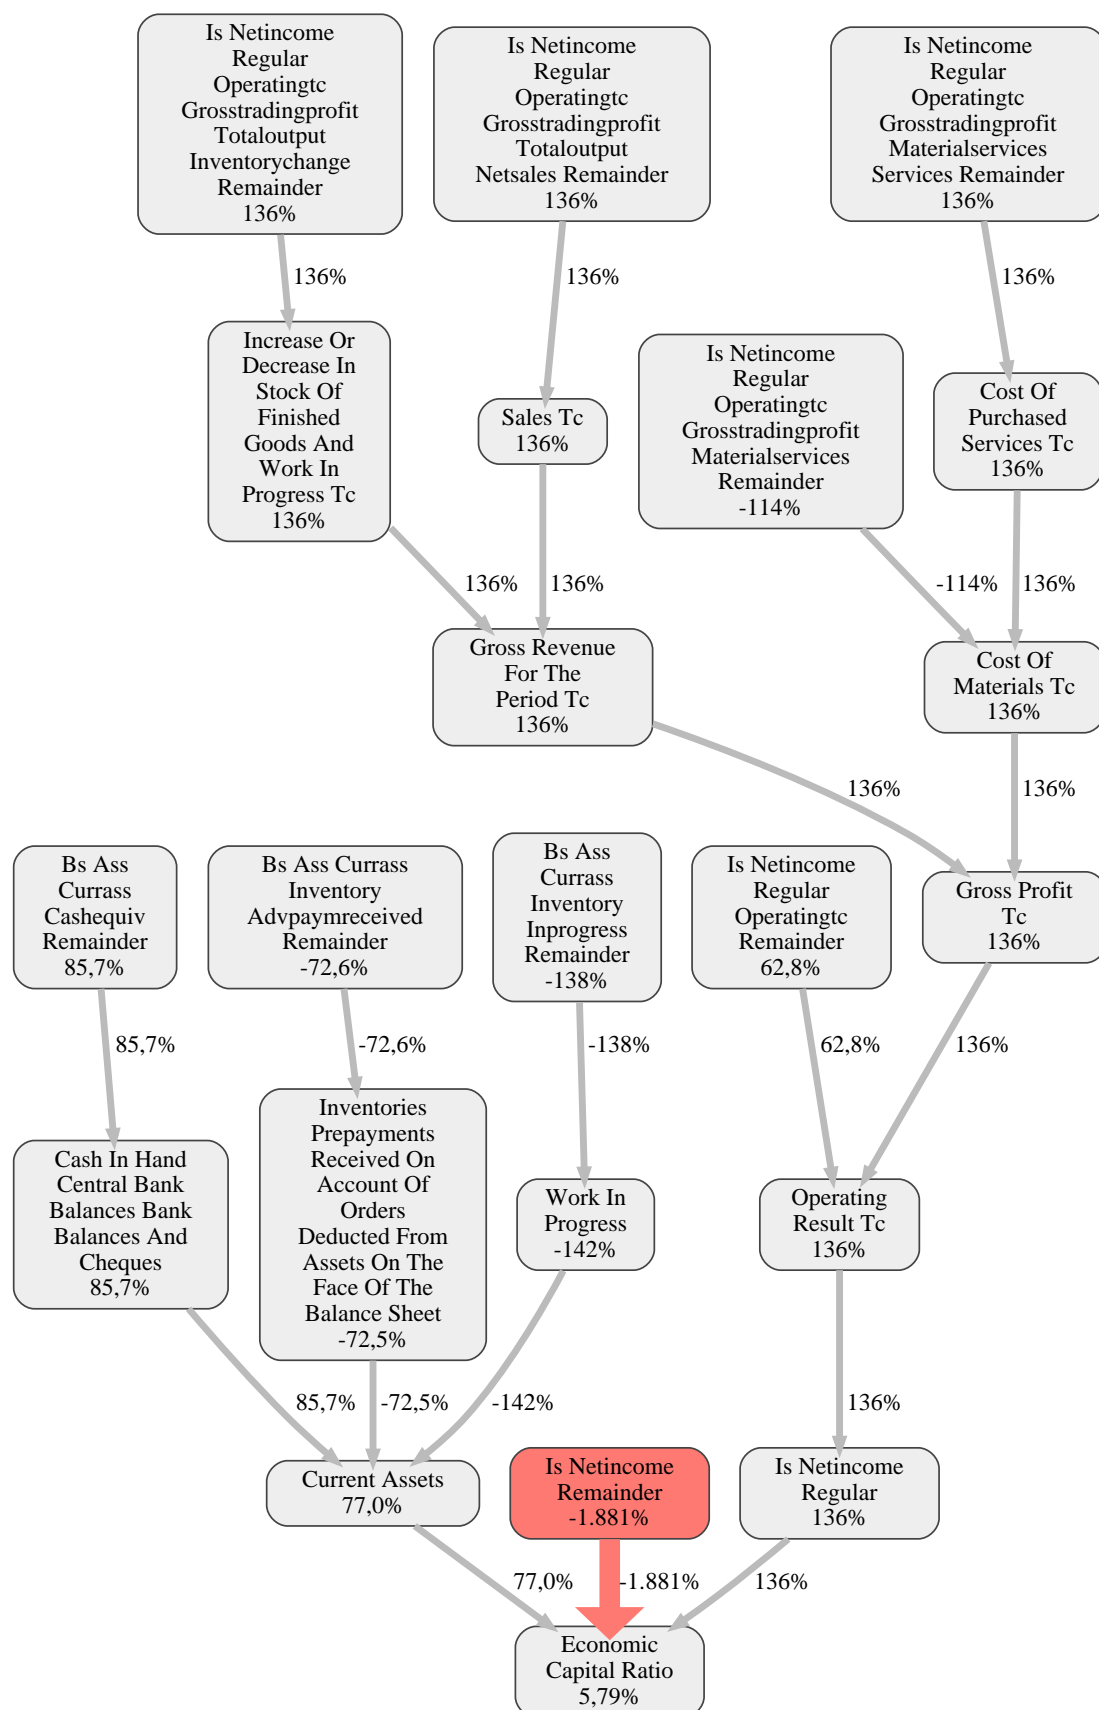 Is Netincome
Regular
Operatingtc
Grosstradingprofit
Totaloutput
Inventorychange
Remainder
136%
Is Netincome
Regular
Operatingtc
Grosstradingprofit
Totaloutput
Netsales Remainder
136%
Is Netincome
Regular
Operatingtc
Grosstradingprofit
Materialservices
Services Remainder
136%
136%
136%
136%
Increase Or
Decrease In
Stock Of
Finished
Goods And
Work In
Progress Tc
136%
Sales Tc
136%
Is Netincome
Regular
Operatingtc
Grosstradingprofit
Materialservices
Remainder
-114%
Cost Of
Purchased
Services Tc
136%
136%
136%
-114%
136%
Gross Revenue
For The
Period Tc
136%
Cost Of
Materials Tc
136%
136%
136%
Bs Ass
Currass
Cashequiv
Remainder
85,7%
Bs Ass Currass
Inventory
Advpaymreceived
Remainder
-72,6%
Bs Ass
Currass
Inventory
Inprogress
Remainder
-138%
Is Netincome
Regular
Operatingtc
Remainder
62,8%
Gross Profit
Tc
136%
85,7%
-72,6%
-138%
62,8%
136%
Cash In Hand
Central Bank
Balances Bank
Balances And
Cheques
85,7%
Inventories
Prepayments
Received On
Account Of
Orders
Deducted From
Assets On The
Face Of The
Balance Sheet
-72,5%
Work In
Progress
-142%
Operating
Result Tc
136%
85,7%
-72,5%
-142%
136%
Current Assets
77,0%
Is Netincome
Remainder
-1.881%
Is Netincome
Regular
136%
77,0%
-1.881%
136%
Economic
Capital Ratio
5,79%